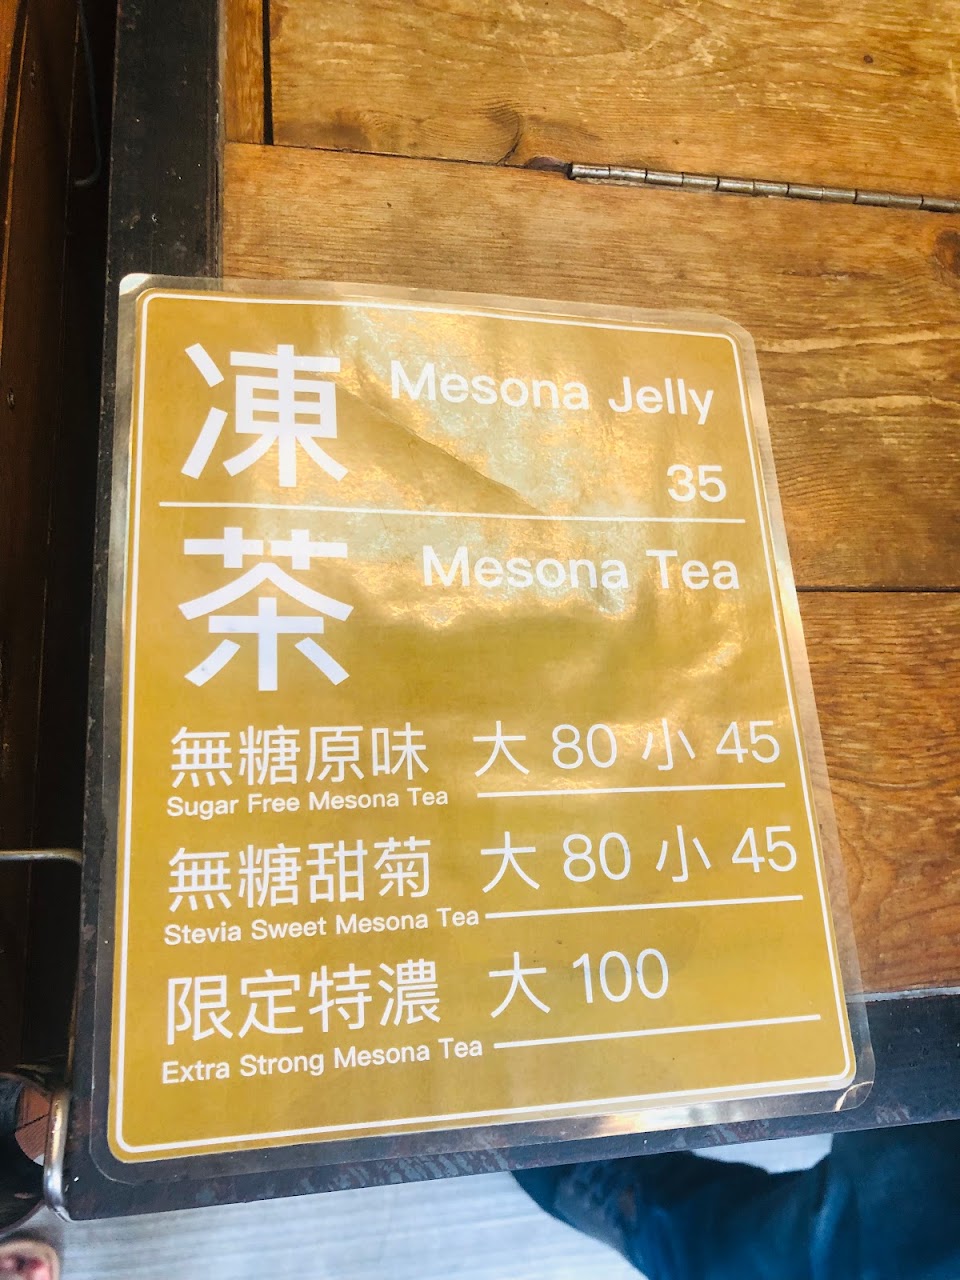 凍 Mesona Jelly
35
茶 Mesona Tea
無糖原味 大 80 小 45
Sugar Free Mesona Tea
無糖甜菊 大 80 小 45
Stevia Sweet Mesona Tea
限定特濃 大 100
Extra Strong Mesona Tea